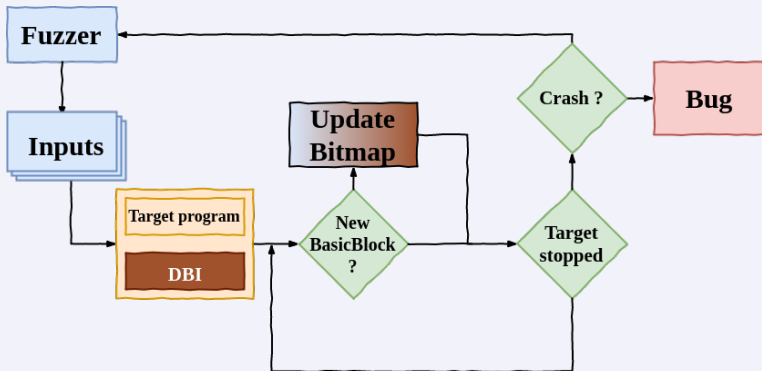 Fuzzer
Inputs
Target program
DBI
Update
Bitmap
New
BasicBlock
?
Target
stopped
Crash ?
Bug